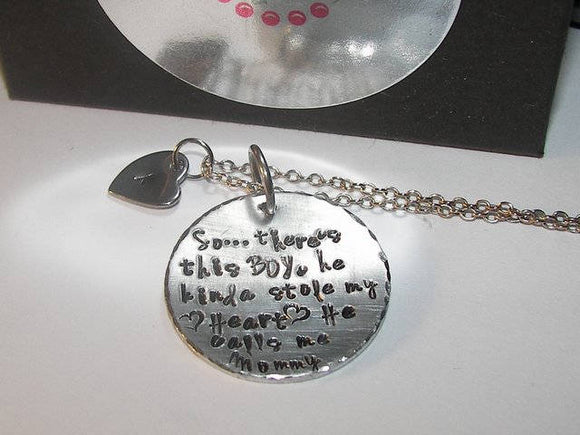 So... there's
this BOY, he
kinda stole my
♡Heart♡ He
calls me
Mommy